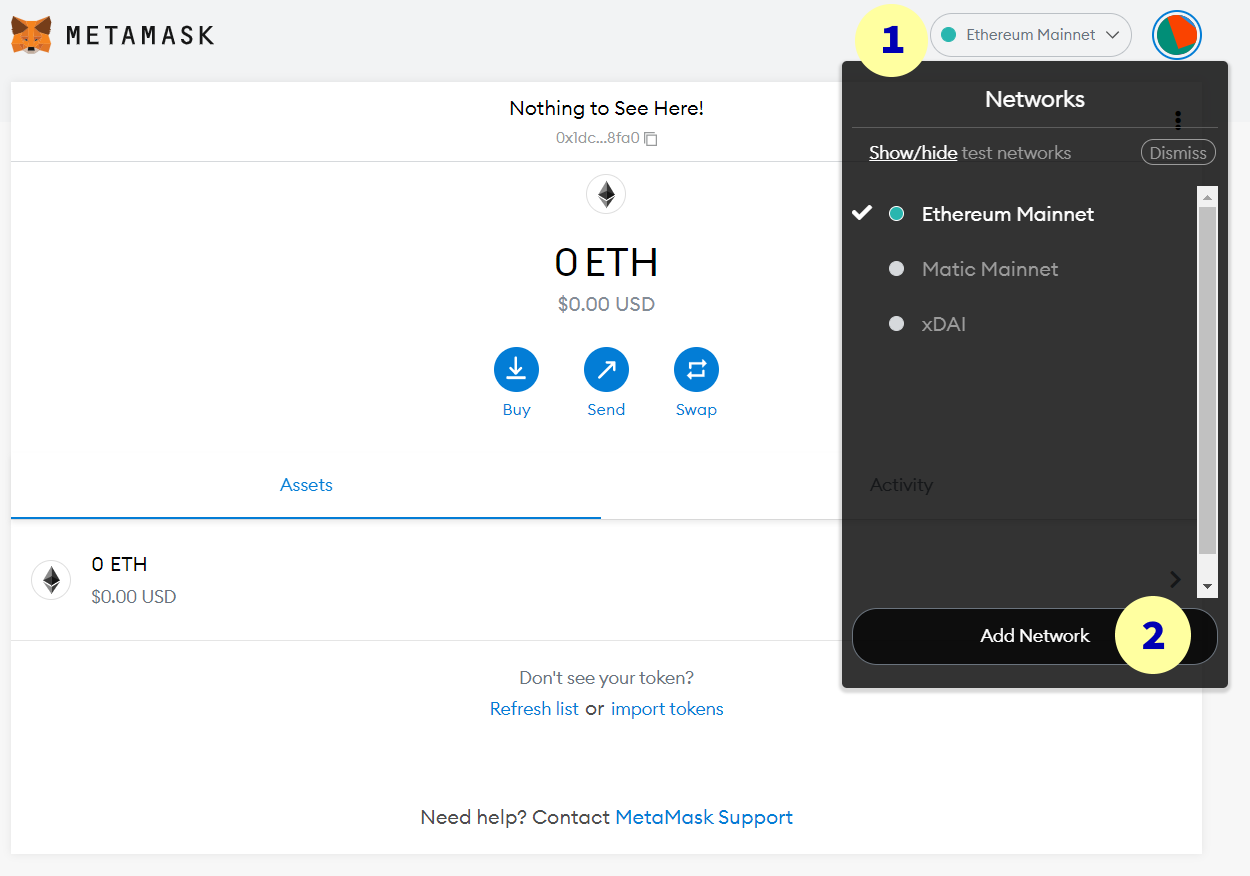 METAMASK
1
Ethereum Mainnet
Nothing to See Here!
0x1dc...8fa0
0 ETH
$0.00 USD
Buy
Send
Swap
Assets
Activity
0 ETH
$0.00 USD
Don't see your token?
Refresh list or import tokens
Need help? Contact MetaMask Support
Networks
Show/hide test networks
Dismiss
Ethereum Mainnet
Matic Mainnet
xDAI
Add Network
2